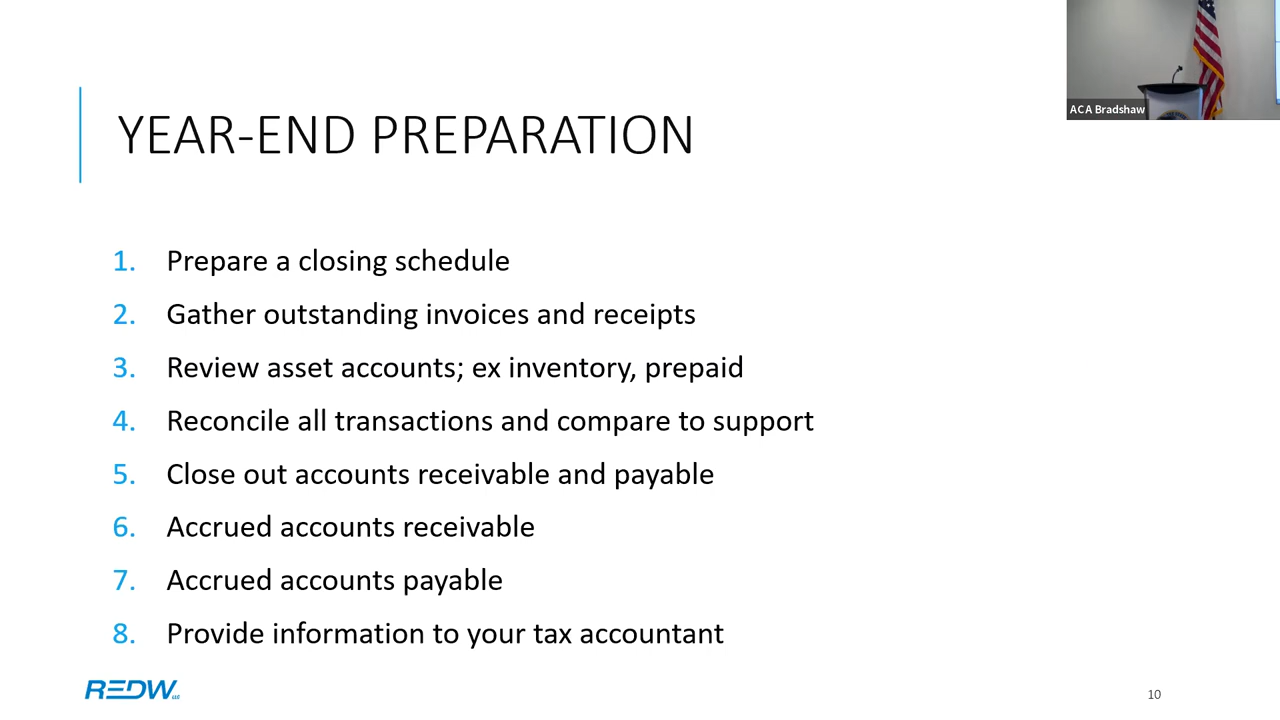 ACA Bradshaw
YEAR-END PREPARATION
1. Prepare a closing schedule
2. Gather outstanding invoices and receipts
3. Review asset accounts; ex inventory, prepaid
4. Reconcile all transactions and compare to support
5. Close out accounts receivable and payable
6. Accrued accounts receivable
7. Accrued accounts payable
8. Provide information to your tax accountant
REDW LLC
10